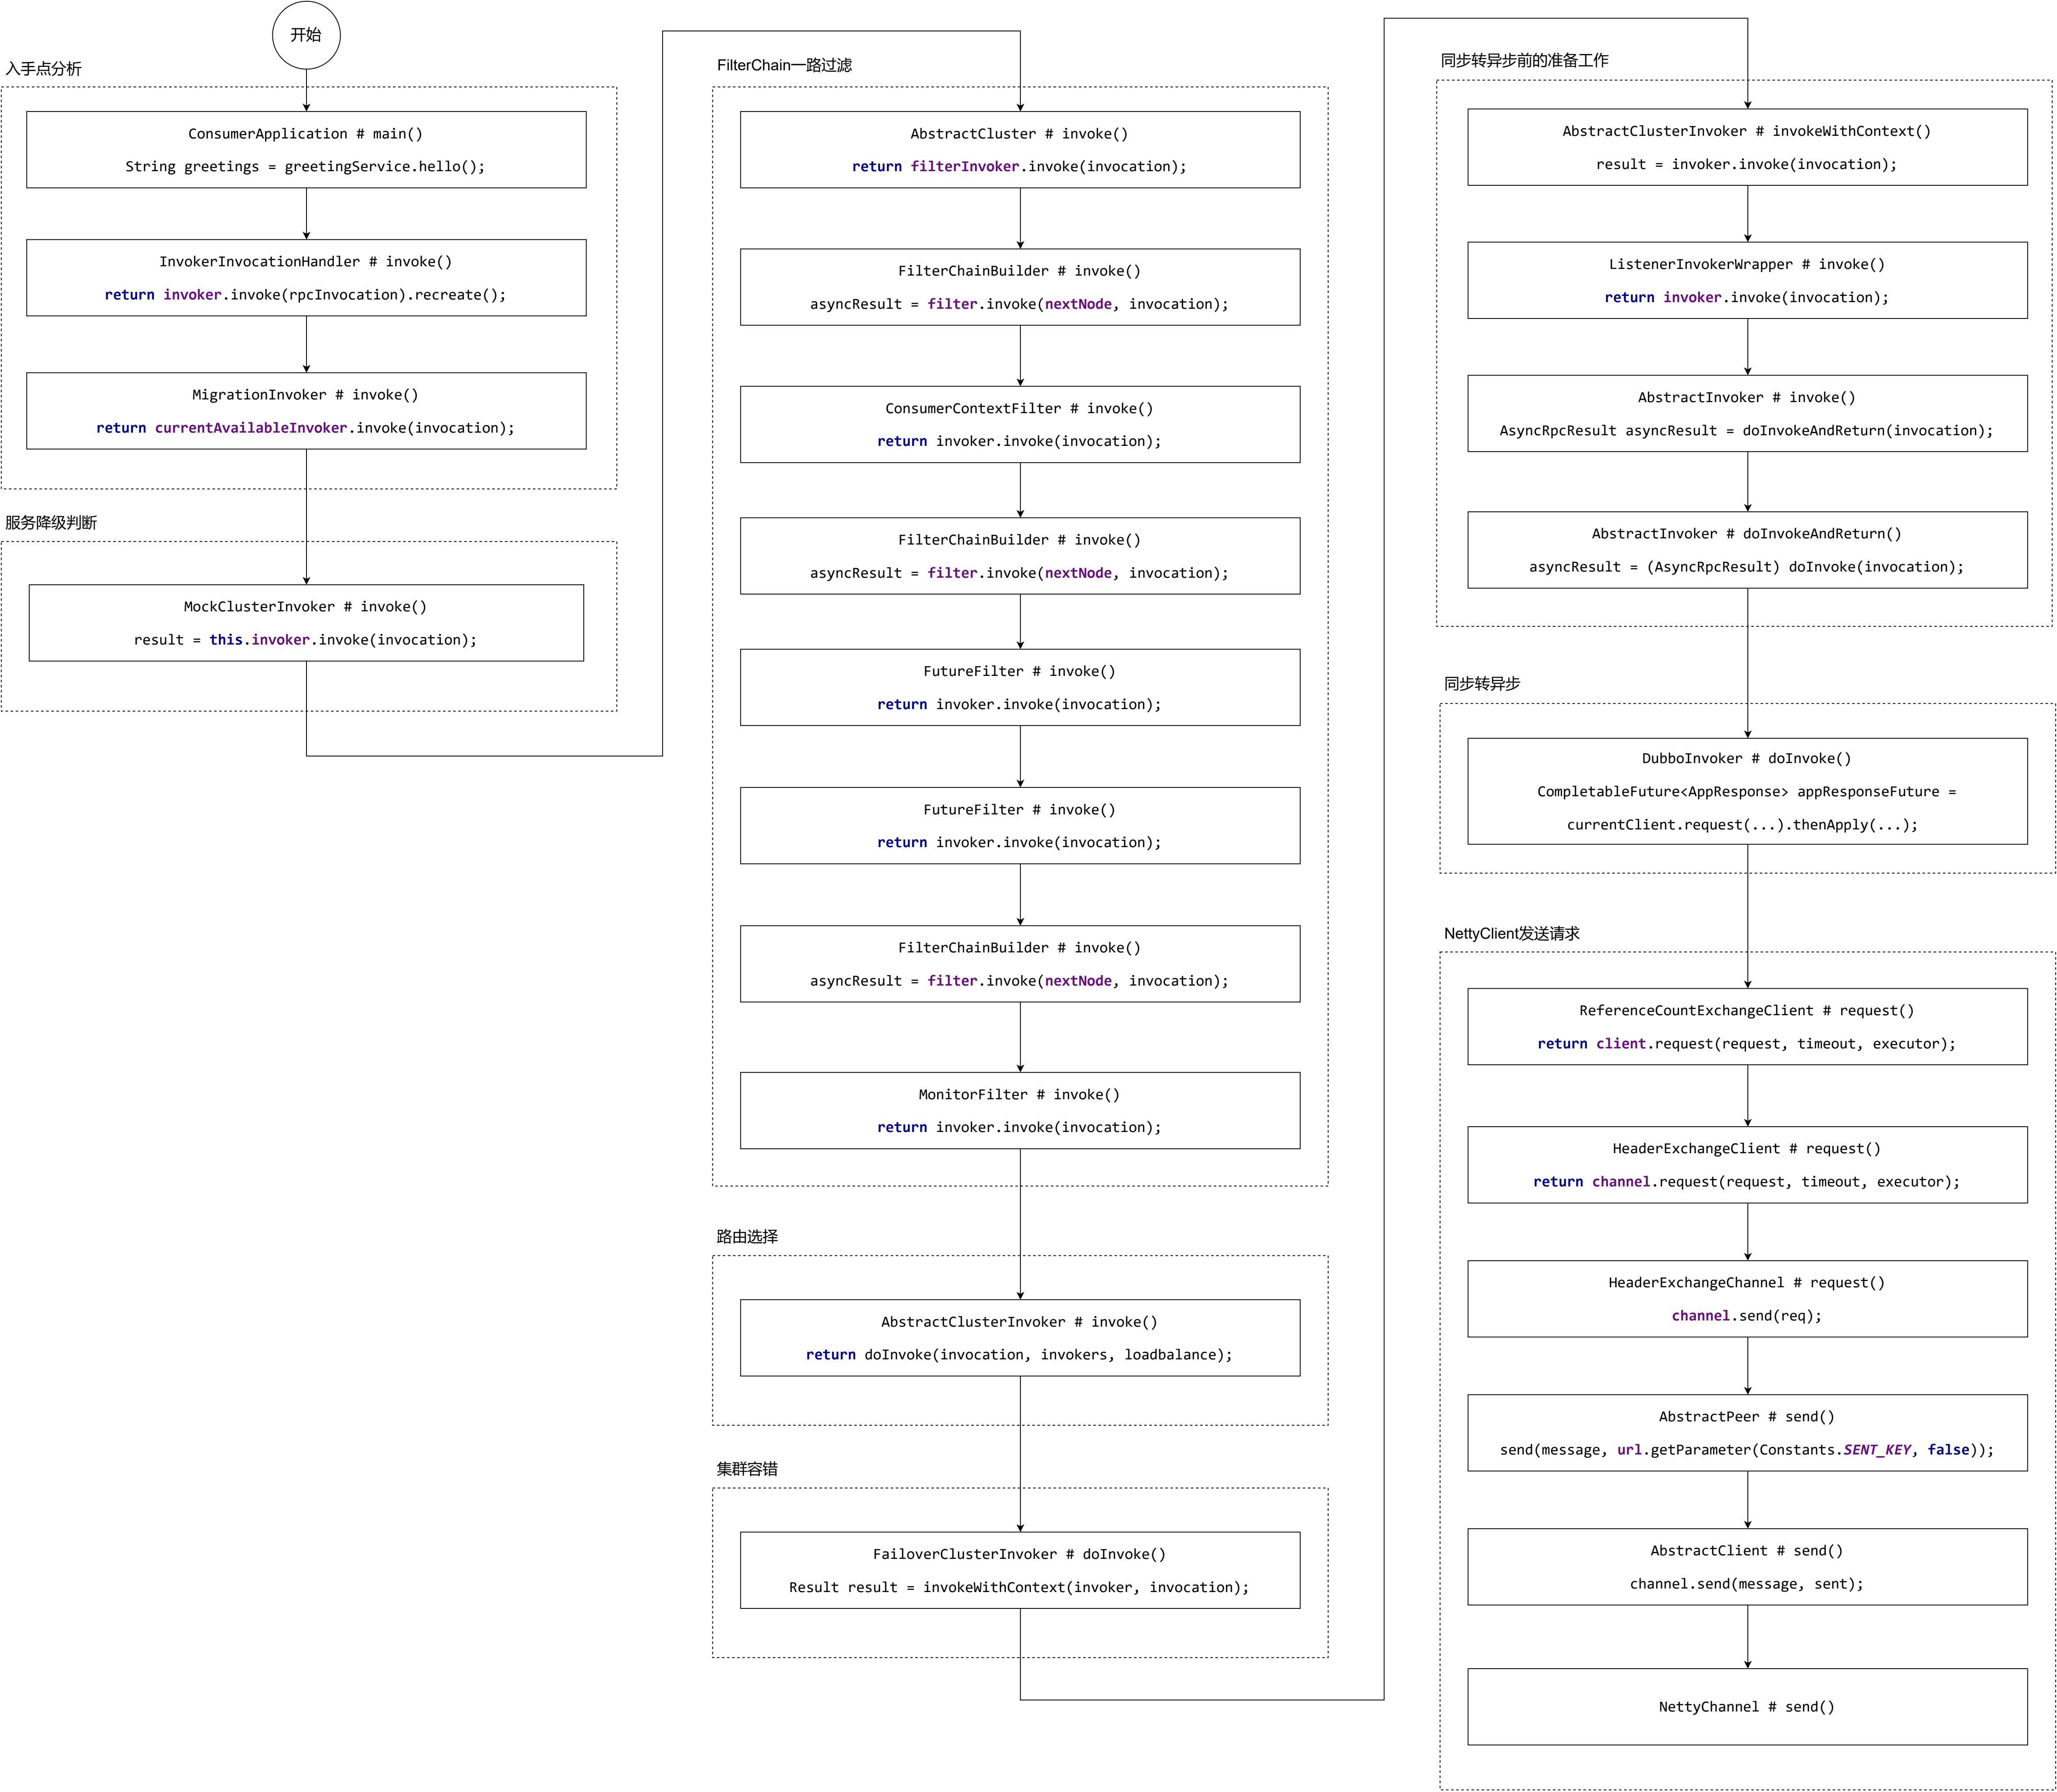 开始
入手点分析
ConsumerApplication # main()
String greetings = greetingService.hello();
InvokerInvocationHandler # invoke()
return invoker.invoke(rpcInvocation).recreate();
MigrationInvoker # invoke()
return currentAvailableInvoker.invoke(invocation);
服务降级判断
MockClusterInvoker # invoke()
result = this.invoker.invoke(invocation);
FilterChain一路过滤
AbstractCluster # invoke()
return filterInvoker.invoke(invocation);
FilterChainBuilder # invoke()
asyncResult = filter.invoke(nextNode, invocation);
ConsumerContextFilter # invoke()
return invoker.invoke(invocation);
FilterChainBuilder # invoke()
asyncResult = filter.invoke(nextNode, invocation);
FutureFilter # invoke()
return invoker.invoke(invocation);
FutureFilter # invoke()
return invoker.invoke(invocation);
FilterChainBuilder # invoke()
asyncResult = filter.invoke(nextNode, invocation);
MonitorFilter # invoke()
return invoker.invoke(invocation);
路由选择
AbstractClusterInvoker # invoke()
return doInvoke(invocation, invokers, loadbalance);
集群容错
FailoverClusterInvoker # doInvoke()
Result result = invokeWithContext(invoker, invocation);
同步转异步前的准备工作
AbstractClusterInvoker # invokeWithContext()
result = invoker.invoke(invocation);
ListenerInvokerWrapper # invoke()
return invoker.invoke(invocation);
AbstractInvoker # invoke()
AsyncRpcResult asyncResult = doInvokeAndReturn(invocation);
AbstractInvoker # doInvokeAndReturn()
asyncResult = (AsyncRpcResult) doInvoke(invocation);
同步转异步
DubboInvoker # doInvoke()
CompletableFuture<AppResponse> appResponseFuture =
currentClient.request(...).thenApply(...);
NettyClient发送请求
ReferenceCountExchangeClient # request()
return client.request(request, timeout, executor);
HeaderExchangeClient # request()
return channel.request(request, timeout, executor);
HeaderExchangeChannel # request()
channel.send(req);
AbstractPeer # send()
send(message, url.getParameter(Constants.SENT_KEY, false));
AbstractClient # send()
channel.send(message, sent);
NettyChannel # send()